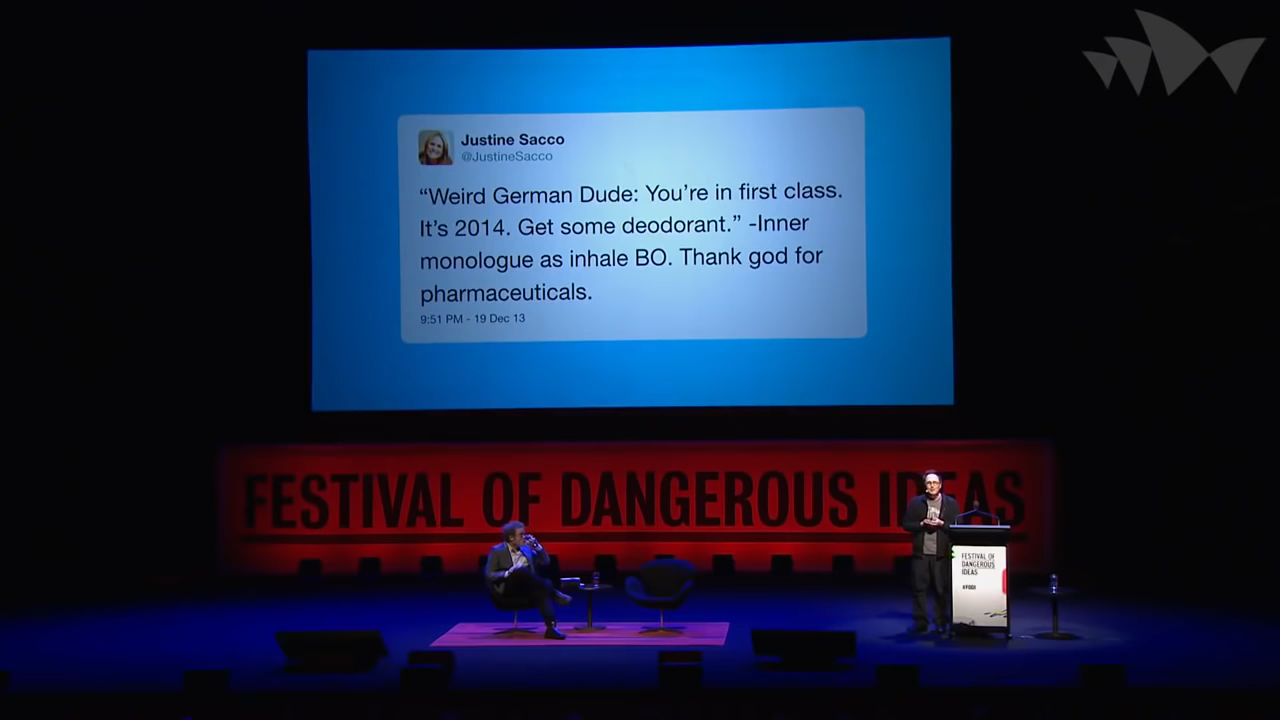 Justine Sacco
@JustineSacco
“Weird German Dude: You’re in first class.
It’s 2014. Get some deodorant.” -Inner
monologue as inhale BO. Thank god for
pharmaceuticals.
9:51 PM - 19 Dec 13
FESTIVAL OF DANGEROUS IDEAS
FESTIVAL OF
DANGEROUS
IDEAS
#FODI